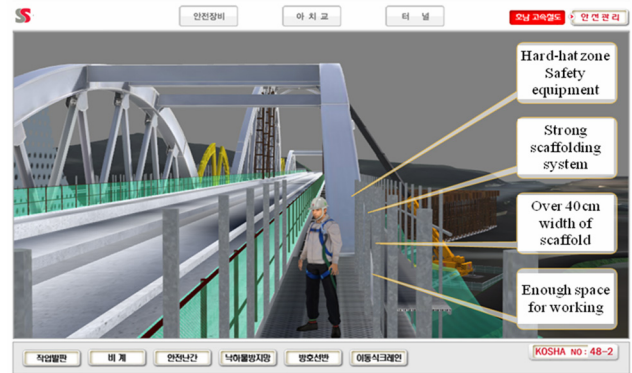 안전장비
아 치 교
터 널
호남 고속철도
안전관리
Hard-hat zone
Safety
equipment
Strong
scaffolding
system
Over 40cm
width of
scaffold
Enough space
for working
작업발판
비 계
안전난간
낙하물방지망
방호선반
이동식크레인
KOSHA NO : 48-2